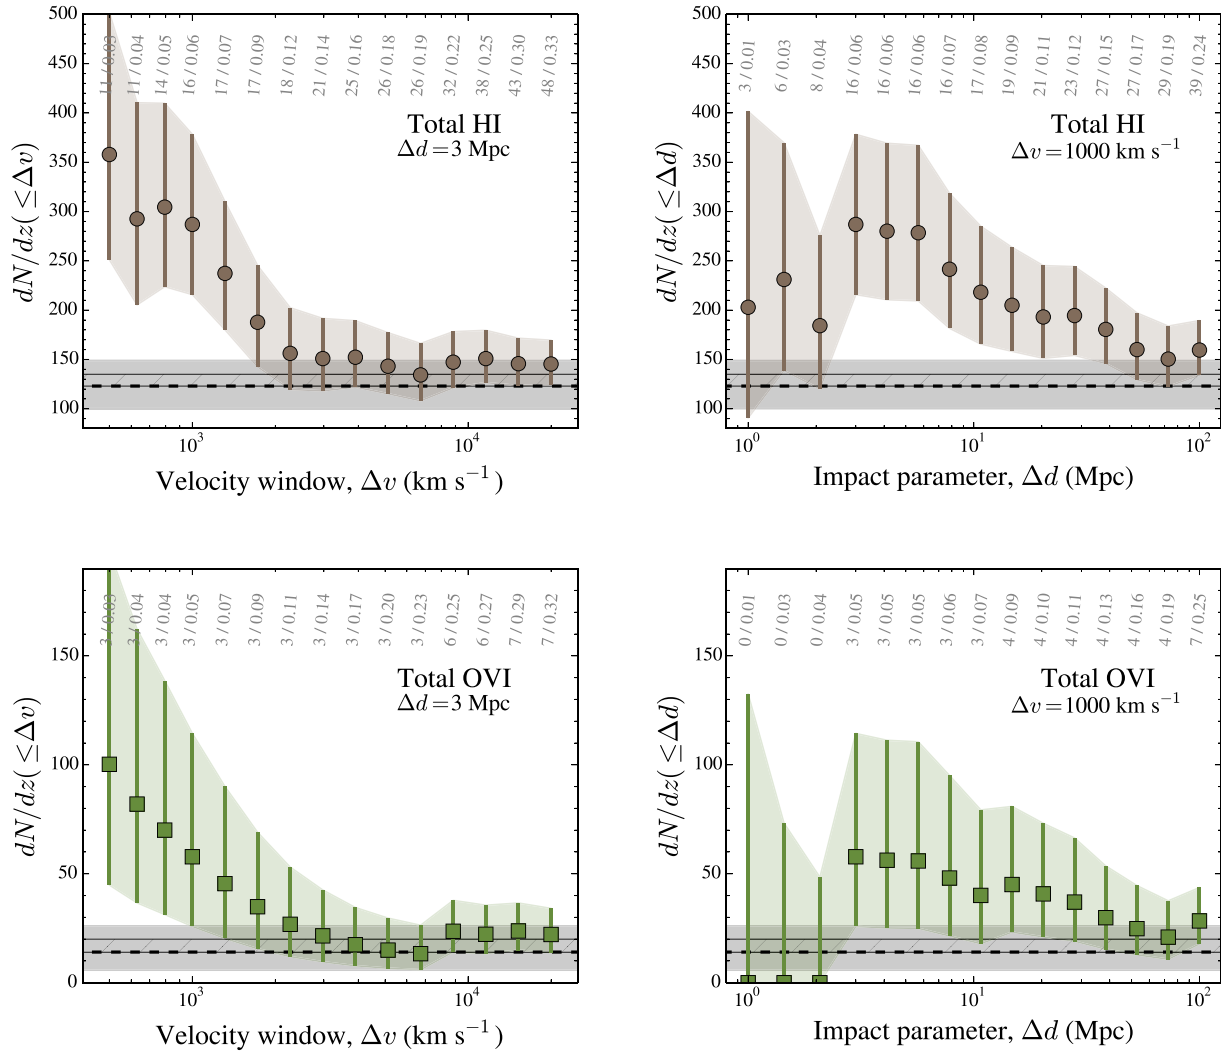 500
450
400
350
300
250
200
150
100
dN/dz(≤Δv)
11 / 0.03
11 / 0.04
14 / 0.05
16 / 0.06
17 / 0.07
17 / 0.09
18 / 0.12
21 / 0.14
25 / 0.16
26 / 0.18
26 / 0.19
32 / 0.22
38 / 0.25
43 / 0.30
48 / 0.33
Total HI
Δd = 3 Mpc
10³
10⁴
Velocity window, Δv (km s⁻¹)
500
450
400
350
300
250
200
150
100
dN/dz(≤Δd)
3 / 0.01
6 / 0.03
8 / 0.04
16 / 0.06
16 / 0.06
16 / 0.06
17 / 0.07
17 / 0.08
19 / 0.09
21 / 0.11
23 / 0.12
27 / 0.15
27 / 0.17
29 / 0.19
39 / 0.24
Total HI
Δv = 1000 km s⁻¹
10⁰
10¹
10²
Impact parameter, Δd (Mpc)
150
100
50
0
dN/dz(≤Δv)
3 / 0.03
3 / 0.04
3 / 0.04
3 / 0.05
3 / 0.07
3 / 0.09
3 / 0.11
3 / 0.14
3 / 0.17
3 / 0.20
3 / 0.23
6 / 0.25
6 / 0.27
7 / 0.29
7 / 0.32
Total OVI
Δd = 3 Mpc
10³
10⁴
Velocity window, Δv (km s⁻¹)
150
100
50
0
dN/dz(≤Δd)
0 / 0.01
0 / 0.03
0 / 0.04
3 / 0.05
3 / 0.05
3 / 0.05
3 / 0.06
3 / 0.07
4 / 0.09
4 / 0.10
4 / 0.11
4 / 0.13
4 / 0.16
4 / 0.19
7 / 0.25
Total OVI
Δv = 1000 km s⁻¹
10⁰
10¹
10²
Impact parameter, Δd (Mpc)